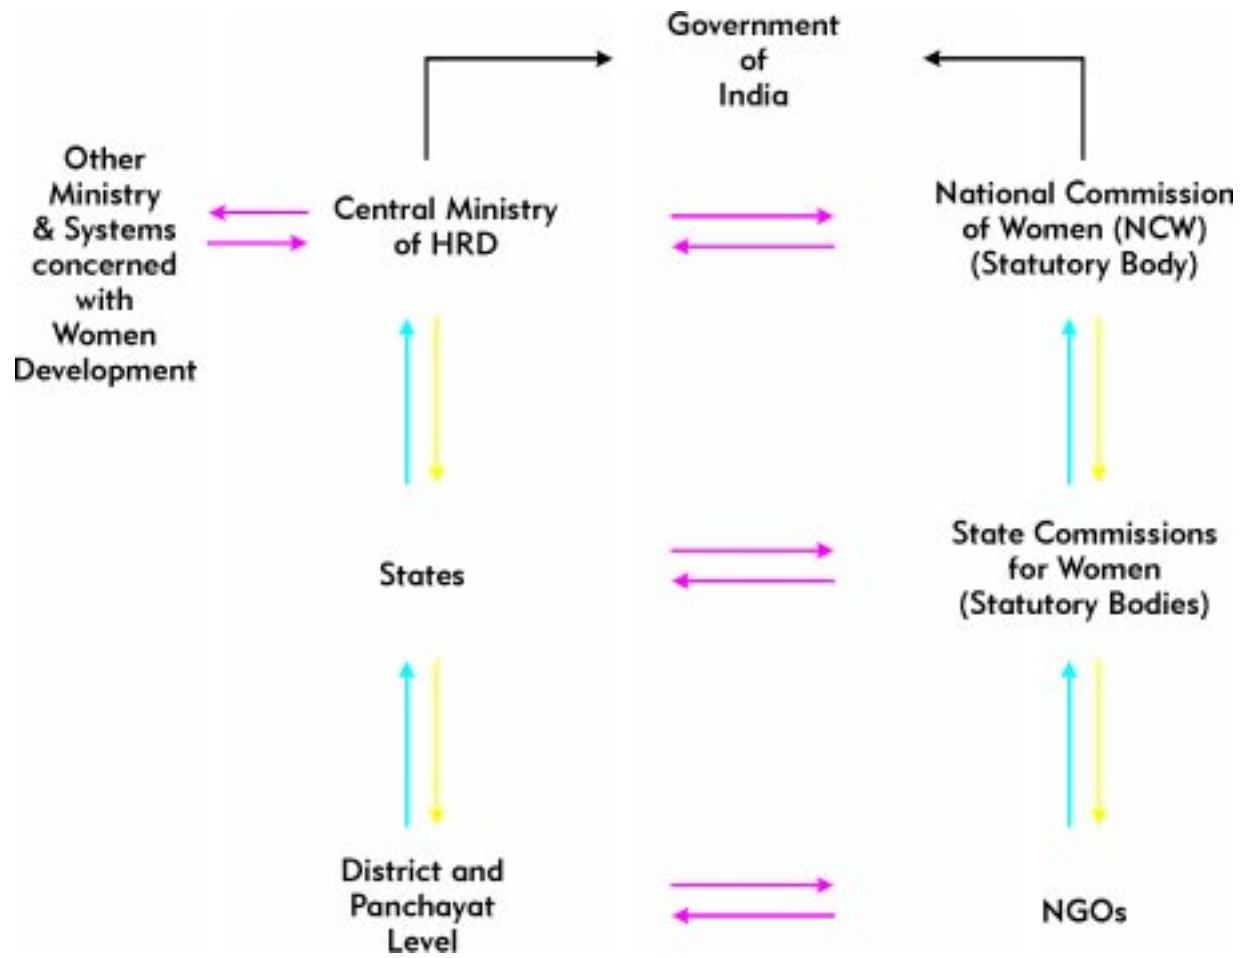 Government
of
India
Other
Ministry
& Systems
concerned
with
Women
Development
Central Ministry
of HRD
National Commission
of Women (NCW)
(Statutory Body)
States
State Commissions
for Women
(Statutory Bodies)
District and
Panchayat
Level
NGOs